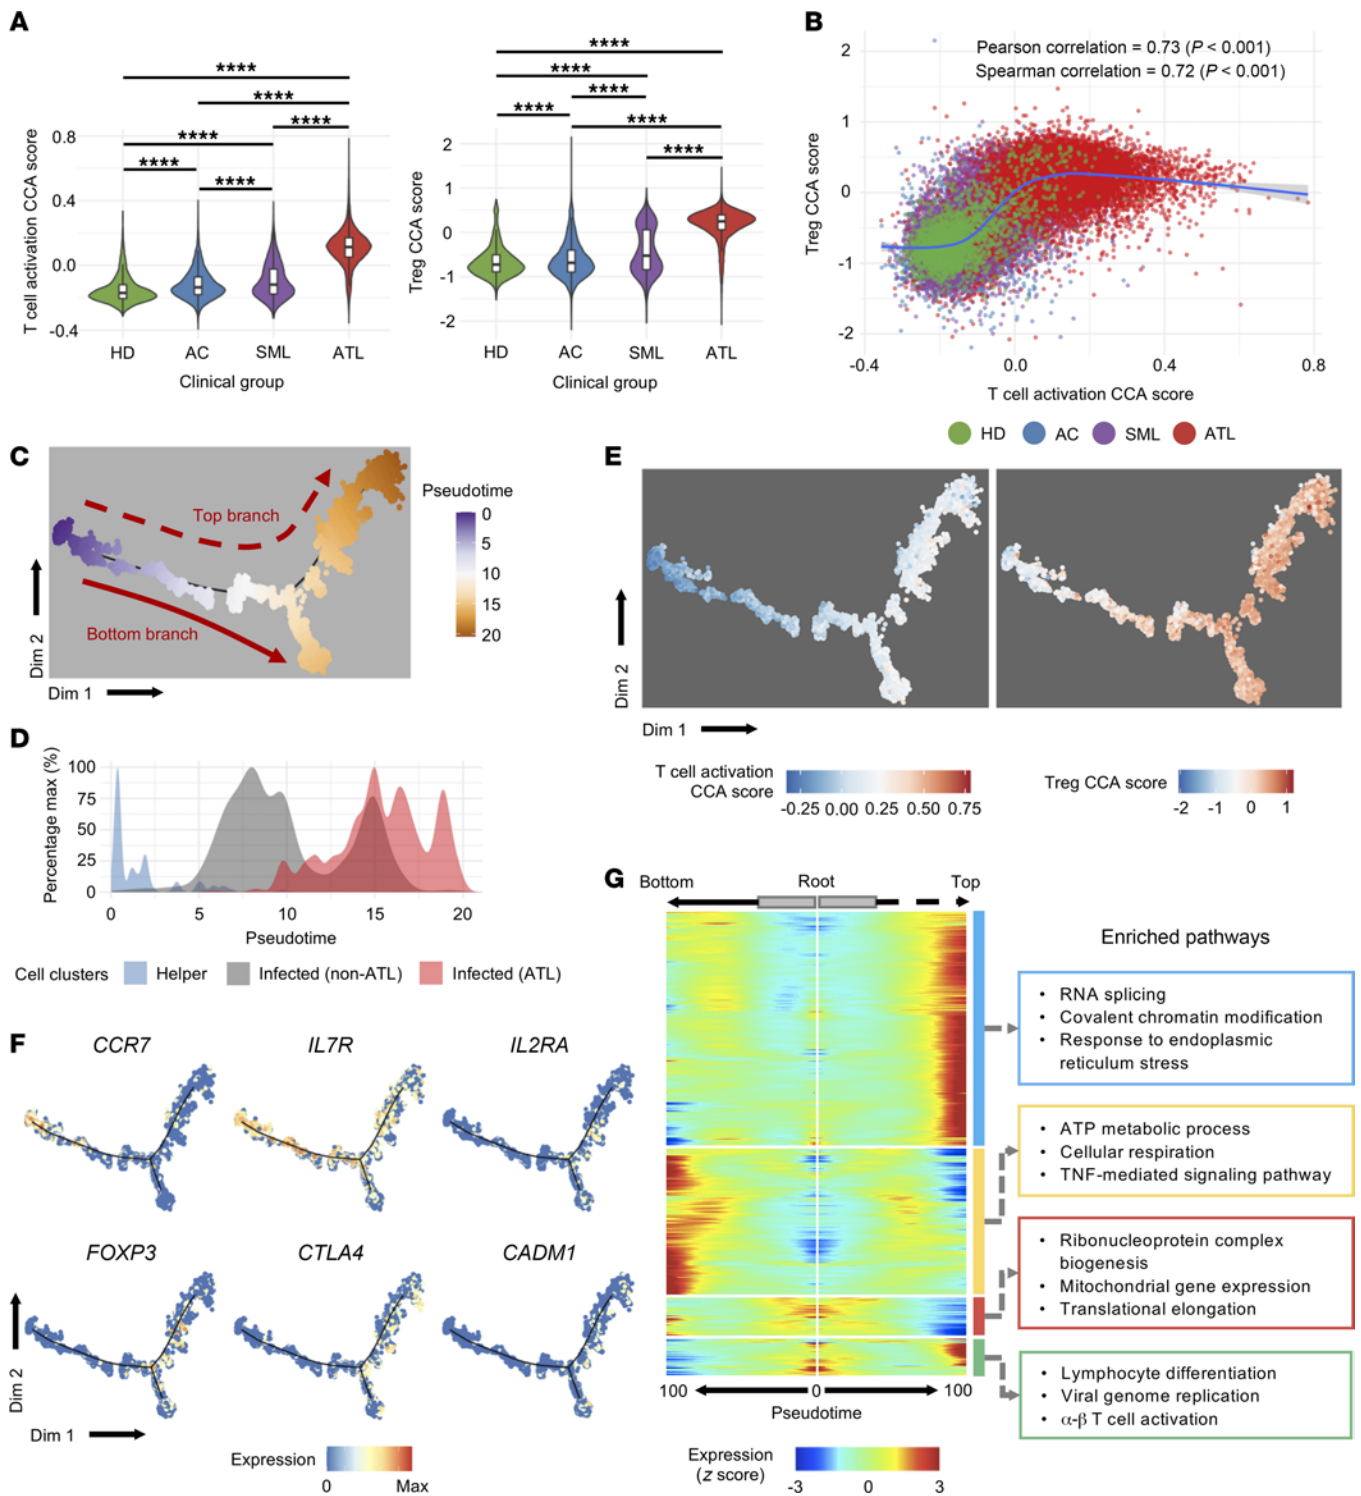 A
****
****
****
****
****
****
T cell activation CCA score
0.8
0.4
0.0
-0.4
HD
AC
SML
ATL
Clinical group
****
****
****
****
****
****
Treg CCA score
2
1
0
-1
-2
HD
AC
SML
ATL
Clinical group
B
Pearson correlation = 0.73 (P < 0.001)
Spearman correlation = 0.72 (P < 0.001)
Treg CCA score
2
1
0
-1
-2
-0.4
0.0
0.4
0.8
T cell activation CCA score
HD
AC
SML
ATL
C
Top branch
Bottom branch
Dim 2
Dim 1
Pseudotime
0
5
10
15
20
D
Percentage max (%)
100
75
50
25
0
0
5
10
15
20
Pseudotime
Cell clusters
Helper
Infected (non-ATL)
Infected (ATL)
E
Dim 2
Dim 1
T cell activation
CCA score
-0.25
0.00
0.25
0.50
0.75
Treg CCA score
-2
-1
0
1
F
CCR7
IL7R
IL2RA
FOXP3
CTLA4
CADM1
Dim 2
Dim 1
Expression
0
Max
G
Bottom
Root
Top
100
0
100
Pseudotime
Expression
(z score)
-3
0
3
Enriched pathways
• RNA splicing
• Covalent chromatin modification
• Response to endoplasmic
reticulum stress
• ATP metabolic process
• Cellular respiration
• TNF-mediated signaling pathway
• Ribonucleoprotein complex
biogenesis
• Mitochondrial gene expression
• Translational elongation
• Lymphocyte differentiation
• Viral genome replication
• α-β T cell activation